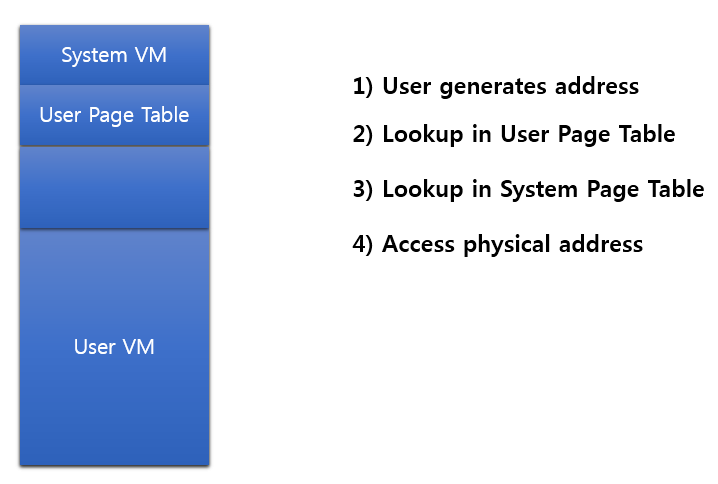 System VM
User Page Table
User VM
1) User generates address
2) Lookup in User Page Table
3) Lookup in System Page Table
4) Access physical address